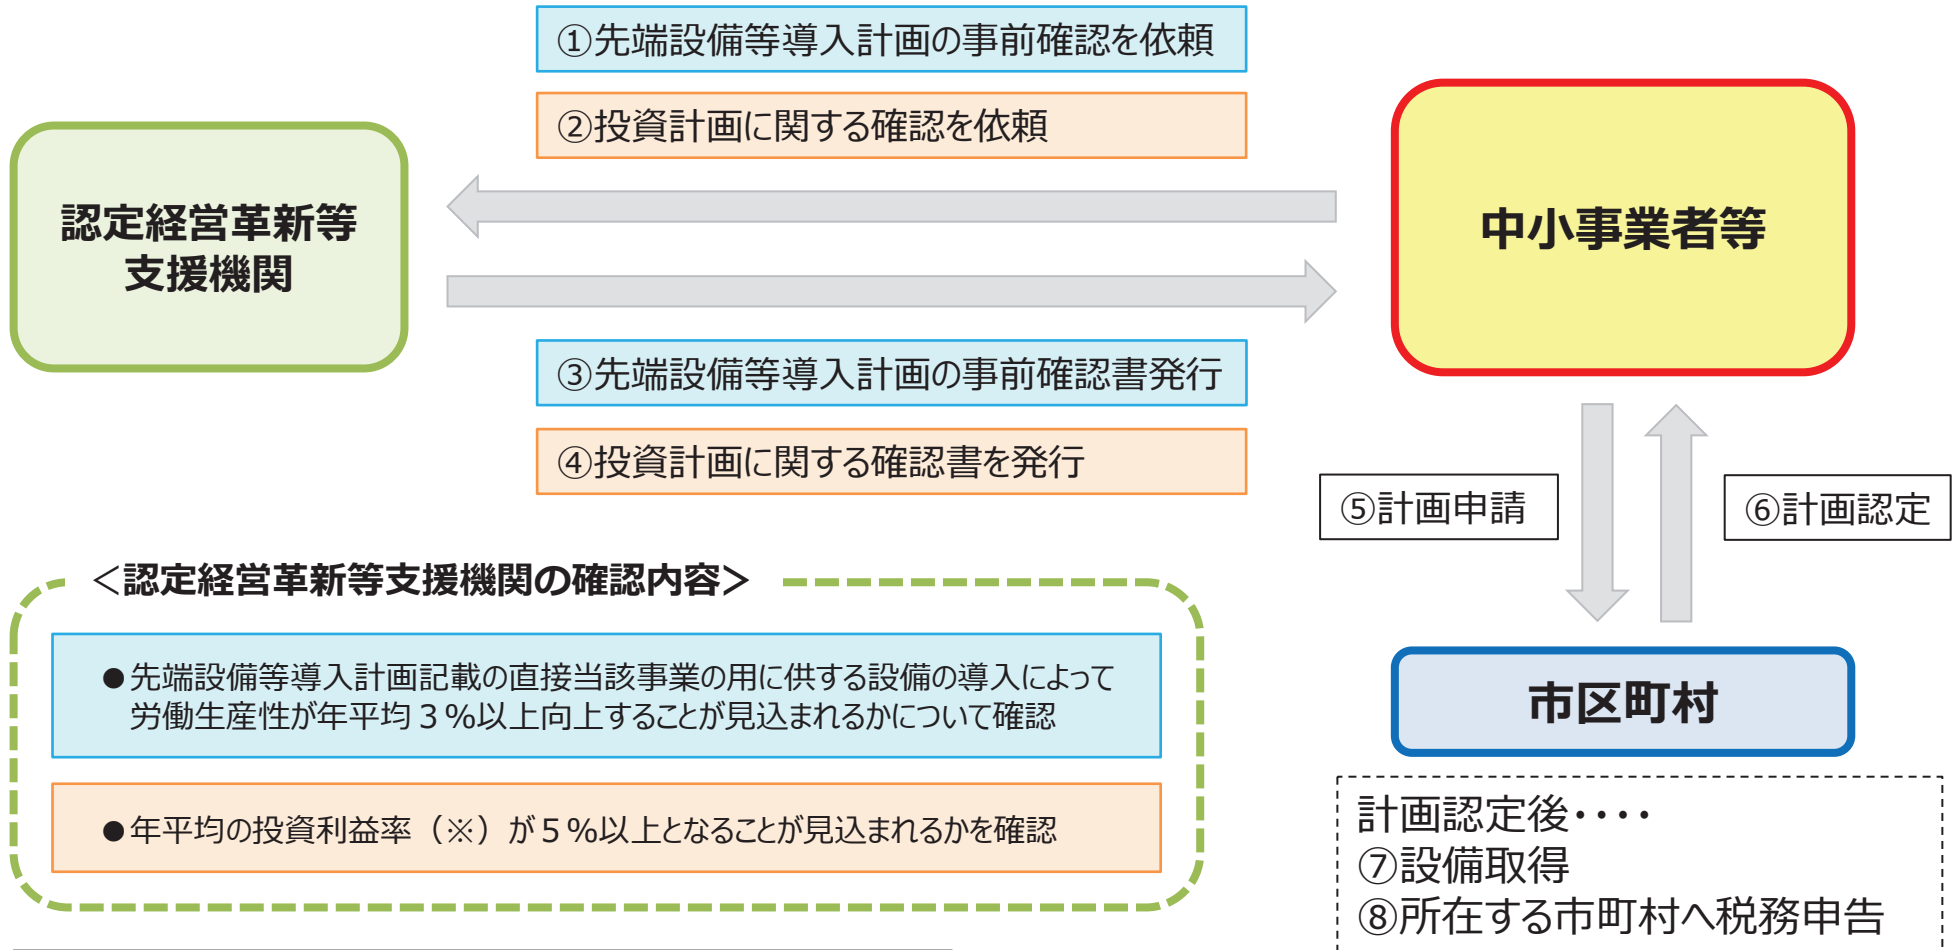 ①先端設備等導入計画の事前確認を依頼
②投資計画に関する確認を依頼
認定経営革新等
支援機関
中小事業者等
③先端設備等導入計画の事前確認書発行
④投資計画に関する確認書を発行
⑤計画申請
⑥計画認定
＜認定経営革新等支援機関の確認内容＞
●先端設備等導入計画記載の直接当該事業の用に供する設備の導入によって
労働生産性が年平均３%以上向上することが見込まれるかについて確認
●年平均の投資利益率（※）が５%以上となることが見込まれるかを確認
市区町村
計画認定後・・・・
⑦設備取得
⑧所在する市町村へ税務申告